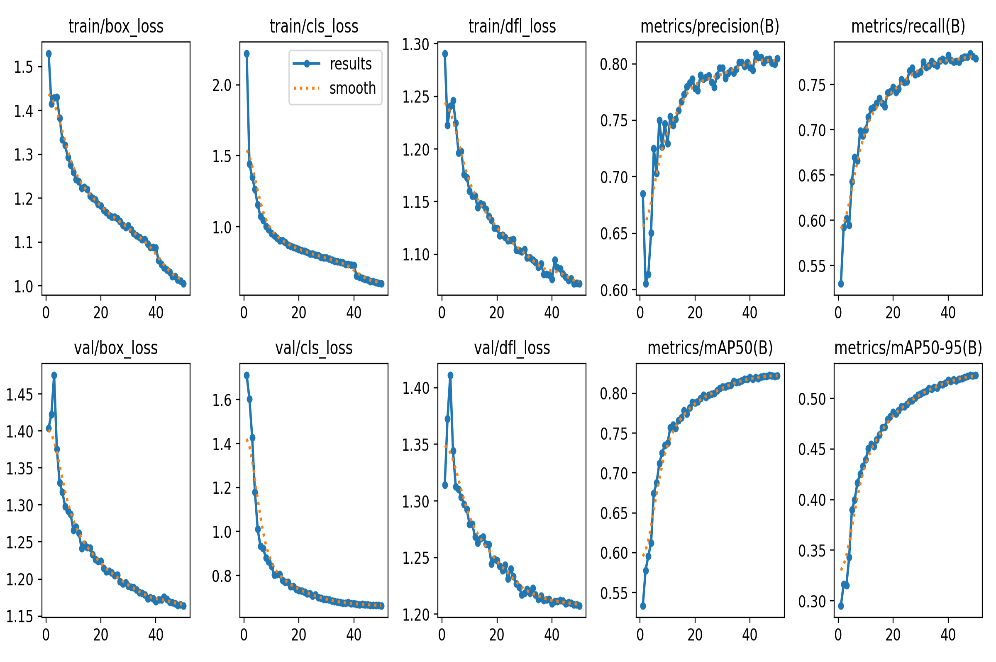 train/box_loss
train/cls_loss
train/dfl_loss
metrics/precision(B)
metrics/recall(B)
1.5
1.4
1.3
1.2
1.1
1.0
0 20 40
2.0
1.5
1.0
results
smooth
0 20 40
1.30
1.25
1.20
1.15
1.10
0 20 40
0.80
0.75
0.70
0.65
0.60
0 20 40
0.75
0.70
0.65
0.60
0.55
0 20 40
val/box_loss
val/cls_loss
val/dfl_loss
metrics/mAP50(B)
metrics/mAP50-95(B)
1.45
1.40
1.35
1.30
1.25
1.20
1.15
0 20 40
1.6
1.4
1.2
1.0
0.8
0 20 40
1.40
1.35
1.30
1.25
1.20
0 20 40
0.80
0.75
0.70
0.65
0.60
0.55
0 20 40
0.50
0.45
0.40
0.35
0.30
0 20 40